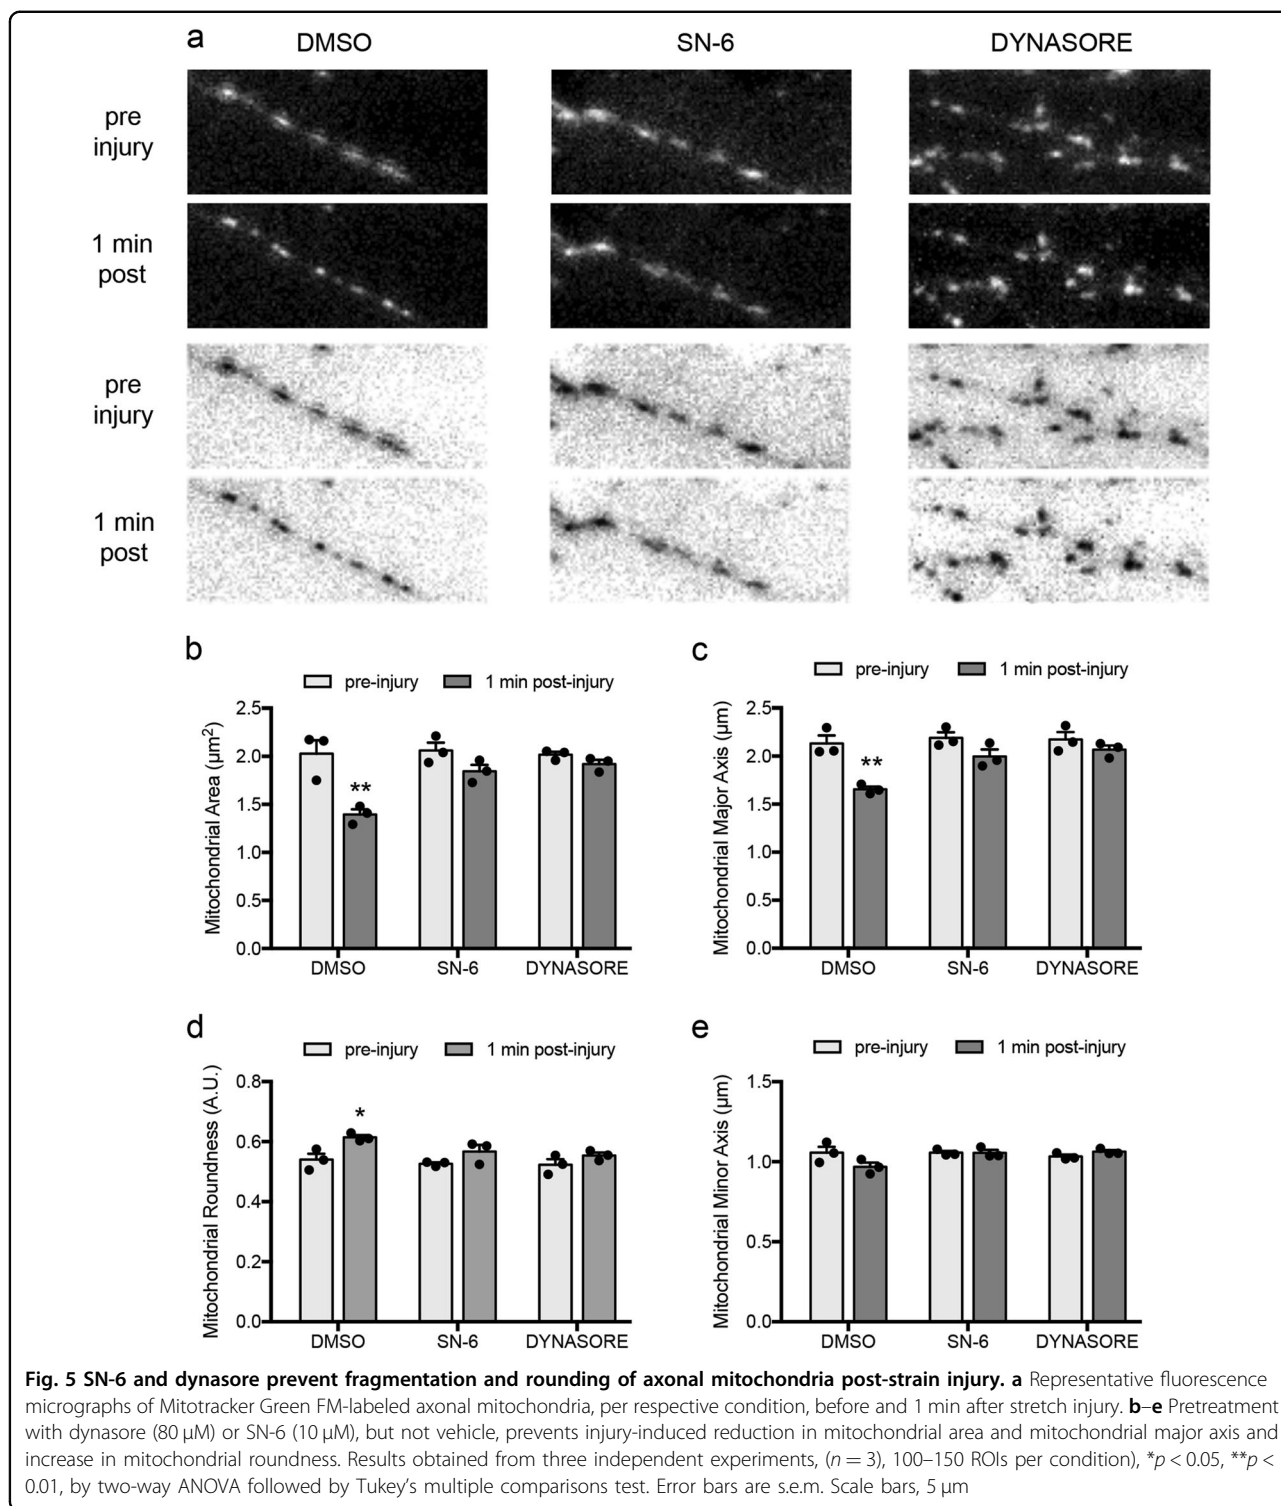 a
DMSO SN-6 DYNASORE
pre
injury
1 min
post
pre
injury
1 min
post
b
pre-injury 1 min post-injury
Mitochondrial Area (µm²)
2.5
2.0
1.5
1.0
0.5
0.0
**
DMSO SN-6 DYNASORE
c
pre-injury 1 min post-injury
Mitochondrial Major Axis (µm)
2.5
2.0
1.5
1.0
0.5
0.0
**
DMSO SN-6 DYNASORE
d
pre-injury 1 min post-injury
Mitochondrial Roundness (A.U.)
0.8
0.6
0.4
0.2
0.0
*
DMSO SN-6 DYNASORE
e
pre-injury 1 min post-injury
Mitochondrial Minor Axis (µm)
1.5
1.0
0.5
0.0
DMSO SN-6 DYNASORE
Fig. 5 SN-6 and dynasore prevent fragmentation and rounding of axonal mitochondria post-strain injury. a Representative fluorescence
micrographs of Mitotracker Green FM-labeled axonal mitochondria, per respective condition, before and 1 min after stretch injury. b–e Pretreatment
with dynasore (80 µM) or SN-6 (10 µM), but not vehicle, prevents injury-induced reduction in mitochondrial area and mitochondrial major axis and
increase in mitochondrial roundness. Results obtained from three independent experiments, (n = 3), 100–150 ROIs per condition), *p < 0.05, **p <
0.01, by two-way ANOVA followed by Tukey's multiple comparisons test. Error bars are s.e.m. Scale bars, 5 µm